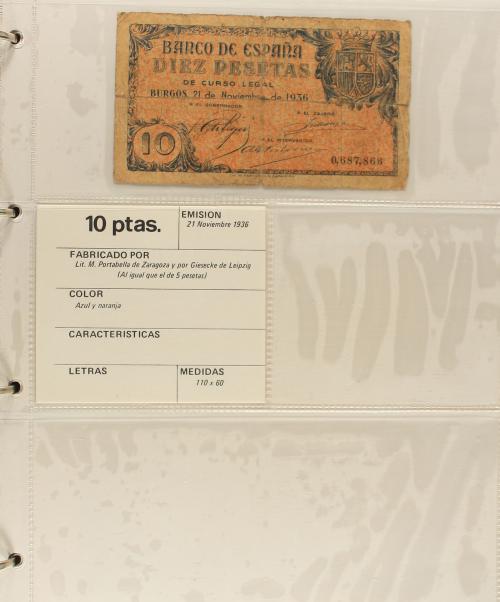 BANCO DE ESPAÑA
DIEZ PESETAS
DE CURSO LEGAL
BURGOS, 21 de Noviembre de 1936
EL GOBERNADOR
EL CAJERO
EL INTERVENTOR
10
0,687,866
10 ptas.
EMISION
21 Noviembre 1936
FABRICADO POR
Lit. M. Portabella de Zaragoza y por Giesecke de Leipzig
(Al igual que el de 5 pesetas)
COLOR
Azul y naranja
CARACTERISTICAS
LETRAS
MEDIDAS
110 x 60